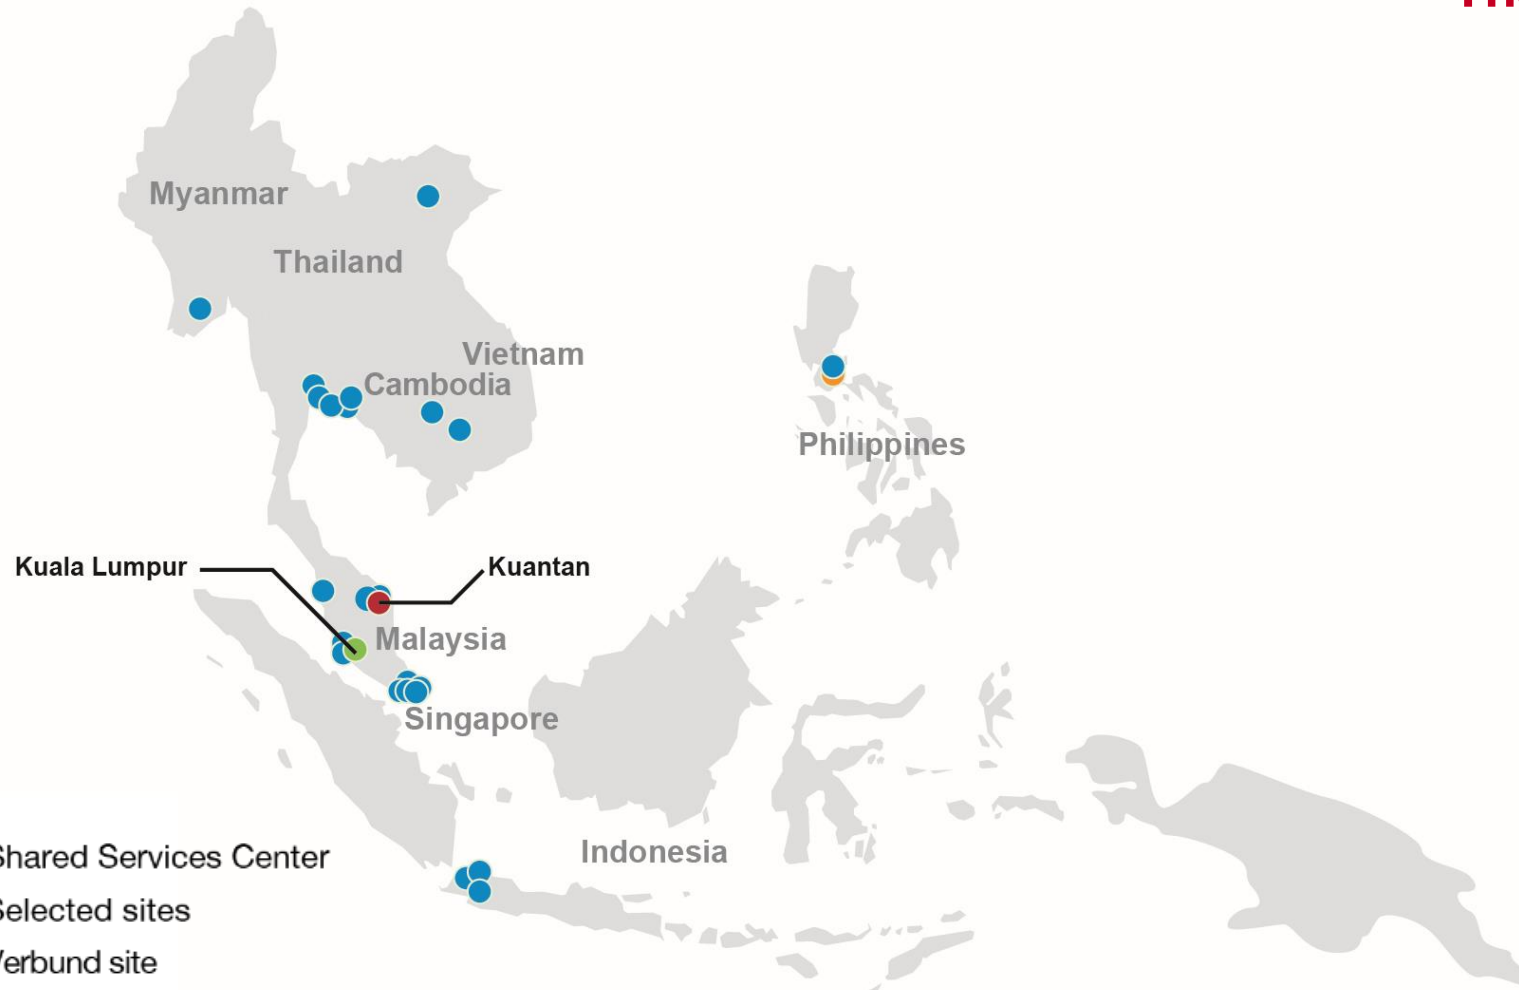 Myanmar
Thailand
Vietnam
Cambodia
Philippines
Kuala Lumpur
Kuantan
Malaysia
Singapore
Indonesia
Shared Services Center
Selected sites
Verbund site